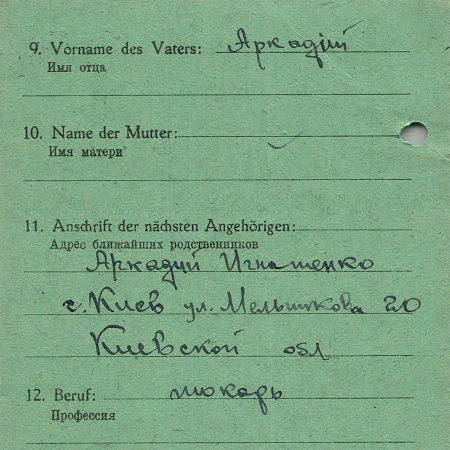 9. Vorname des Vaters: Аркадій
Имя отца
10. Name der Mutter:
Имя матери
11. Anschrift der nächsten Angehörigen:
Адрес ближайших родственников
Аркадий Игнатенко
г. Киев ул. Мельникова 20
Киевской обл
12. Beruf: токарь
Профессия